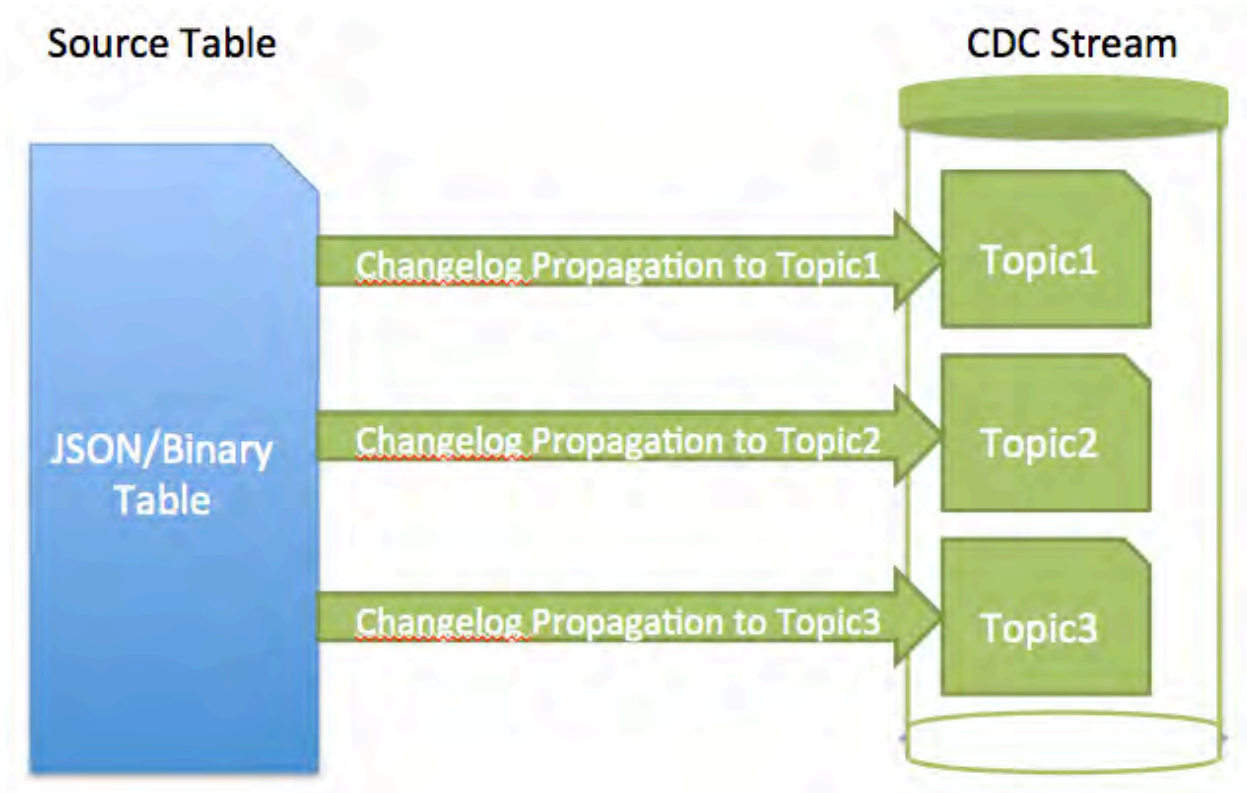 Source Table
CDC Stream
Changelog Propagation to Topic1
Topic1
JSON/Binary
Table
Changelog Propagation to Topic2
Topic2
Changelog Propagation to Topic3
Topic3